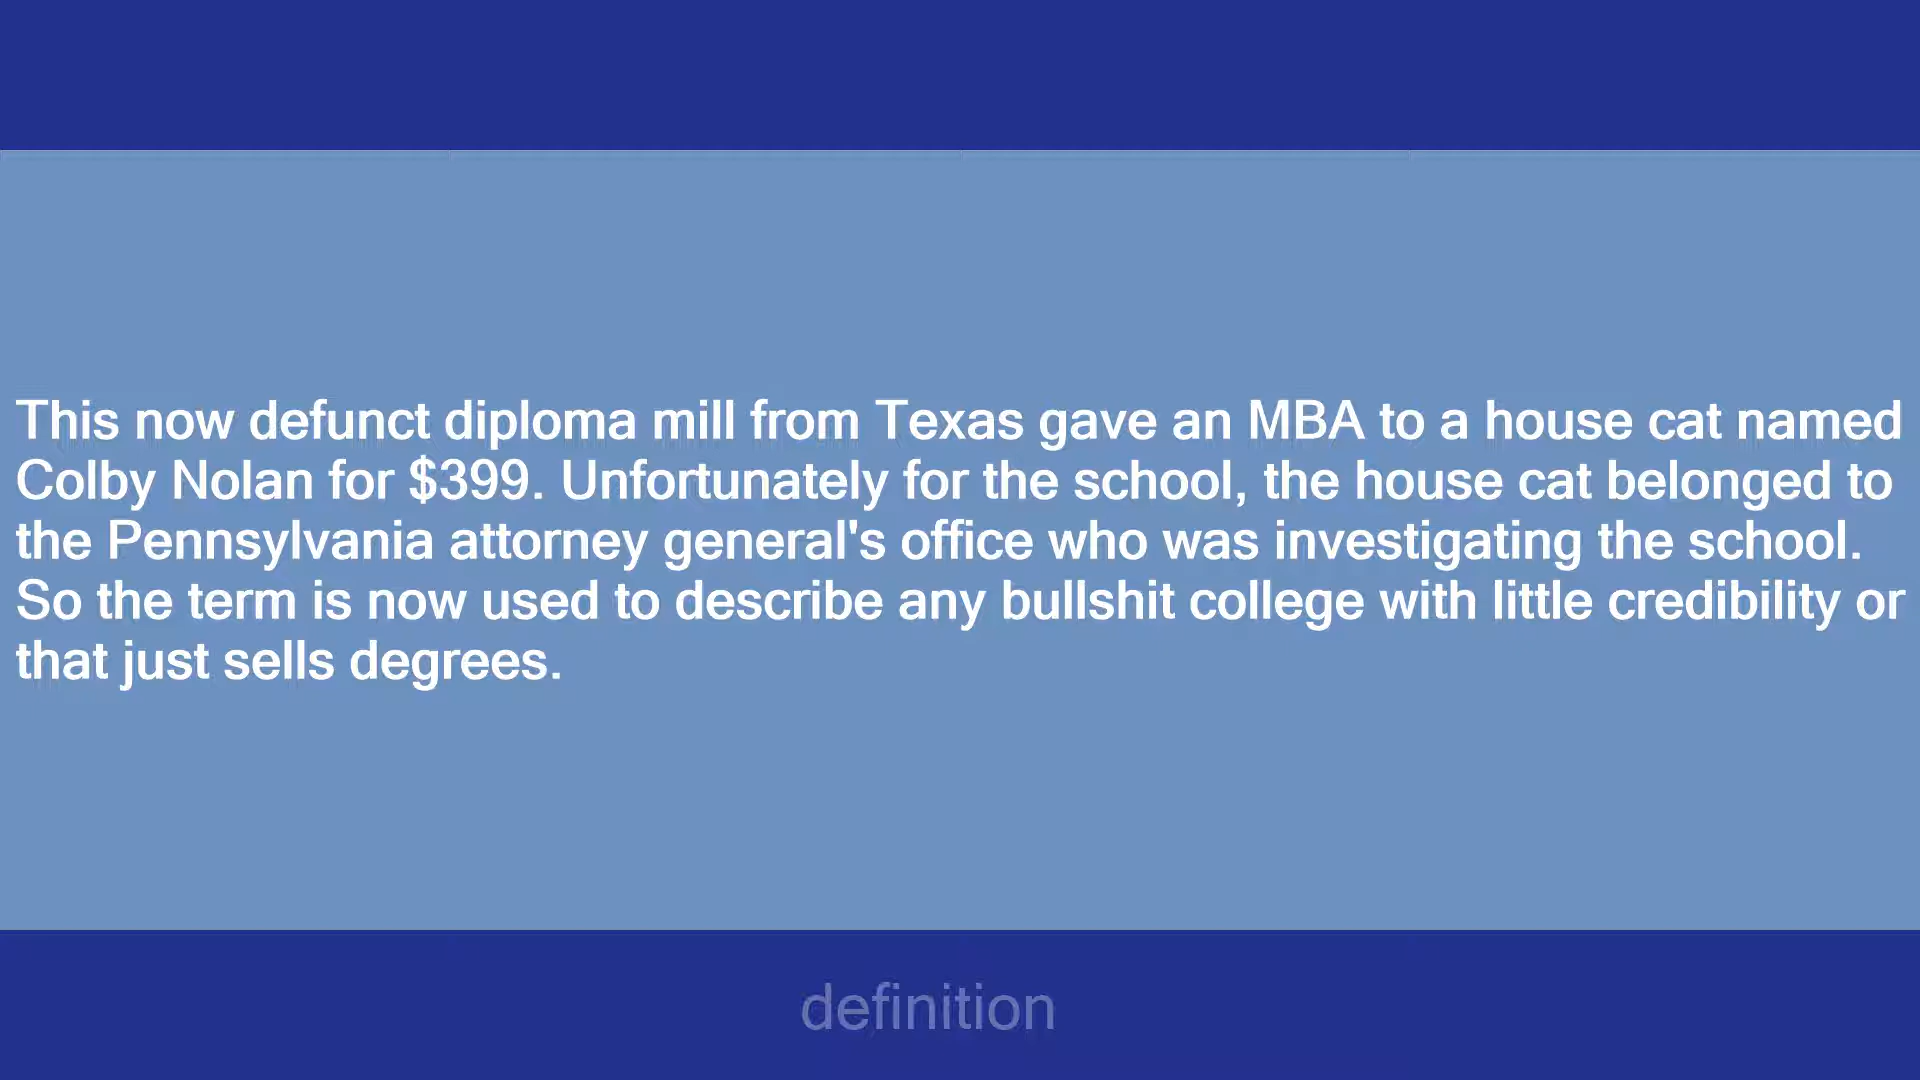 This now defunct diploma mill from Texas gave an MBA to a house cat named
Colby Nolan for $399. Unfortunately for the school, the house cat belonged to
the Pennsylvania attorney general's office who was investigating the school.
So the term is now used to describe any bullshit college with little credibility or
that just sells degrees.
definition